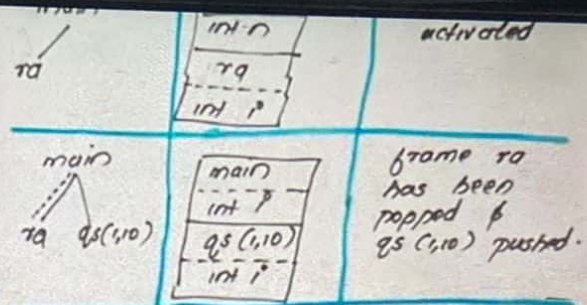 main
ra
int n
ra
int i
activated
main
ra qs(1,10)
main
int p
qs (1,10)
int i
frame ra
has been
popped &
qs (1,10) pushed.